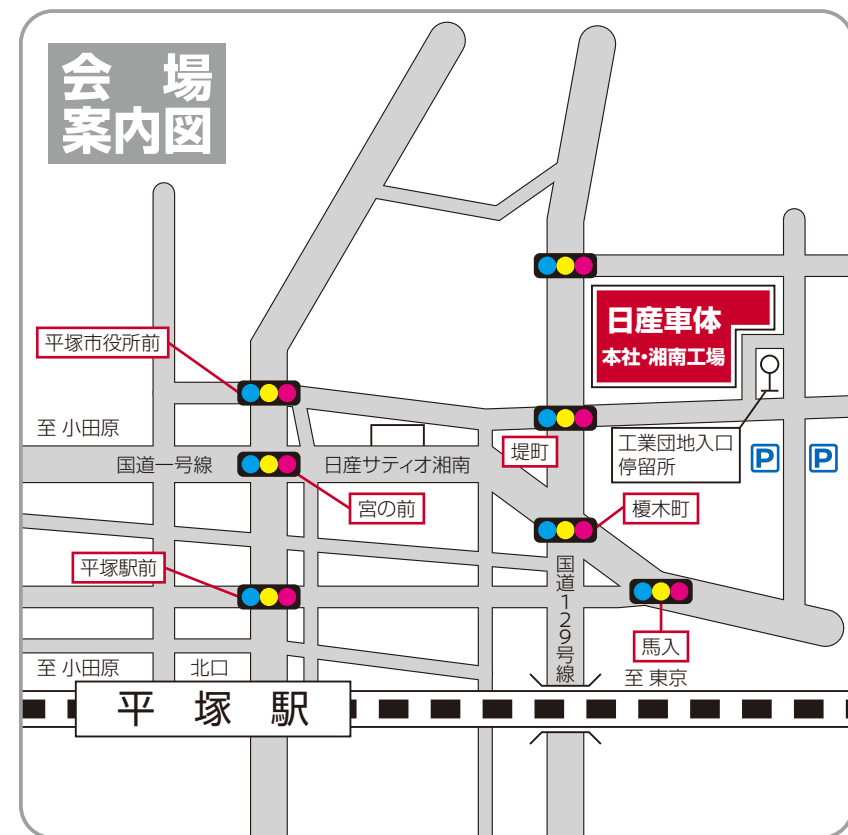 会場
案内図
日産車体
本社・湘南工場
平塚市役所前
至 小田原
国道一号線
日産サティオ湘南
堤町
工業団地入口
停留所
P
P
宮の前
榎木町
平塚駅前
国道129号線
馬入
至 小田原
北口
至 東京
平塚駅